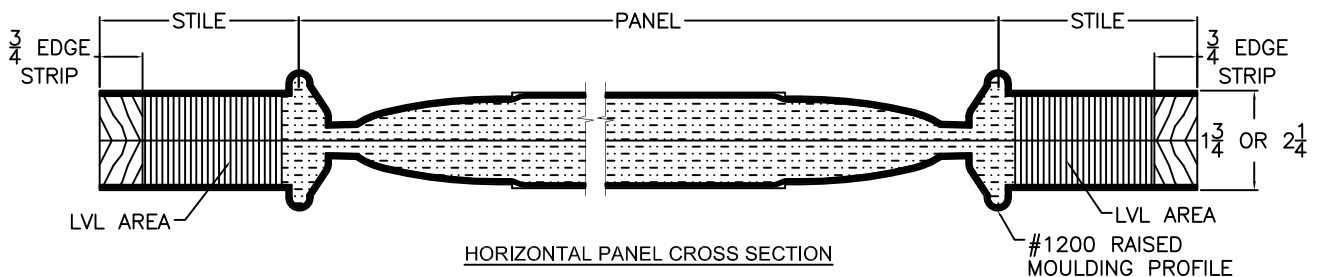 STILE PANEL STILE
3/4 EDGE STRIP
3/4 EDGE STRIP
1 3/4 OR 2 1/4
LVL AREA
LVL AREA
#1200 RAISED
MOULDING PROFILE
HORIZONTAL PANEL CROSS SECTION